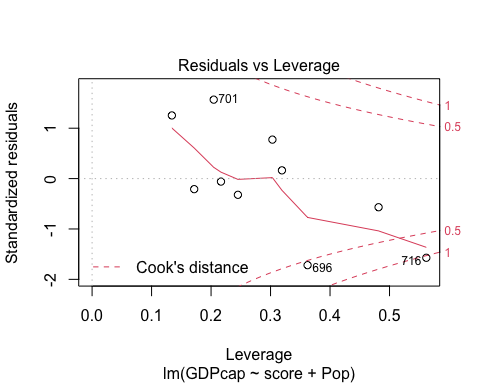 Residuals vs Leverage
Standardized residuals
1
0
-1
-2
701
1
0.5
0.5
1
716
696
Cook's distance
0.0 0.1 0.2 0.3 0.4 0.5
Leverage
lm(GDPcap ~ score + Pop)